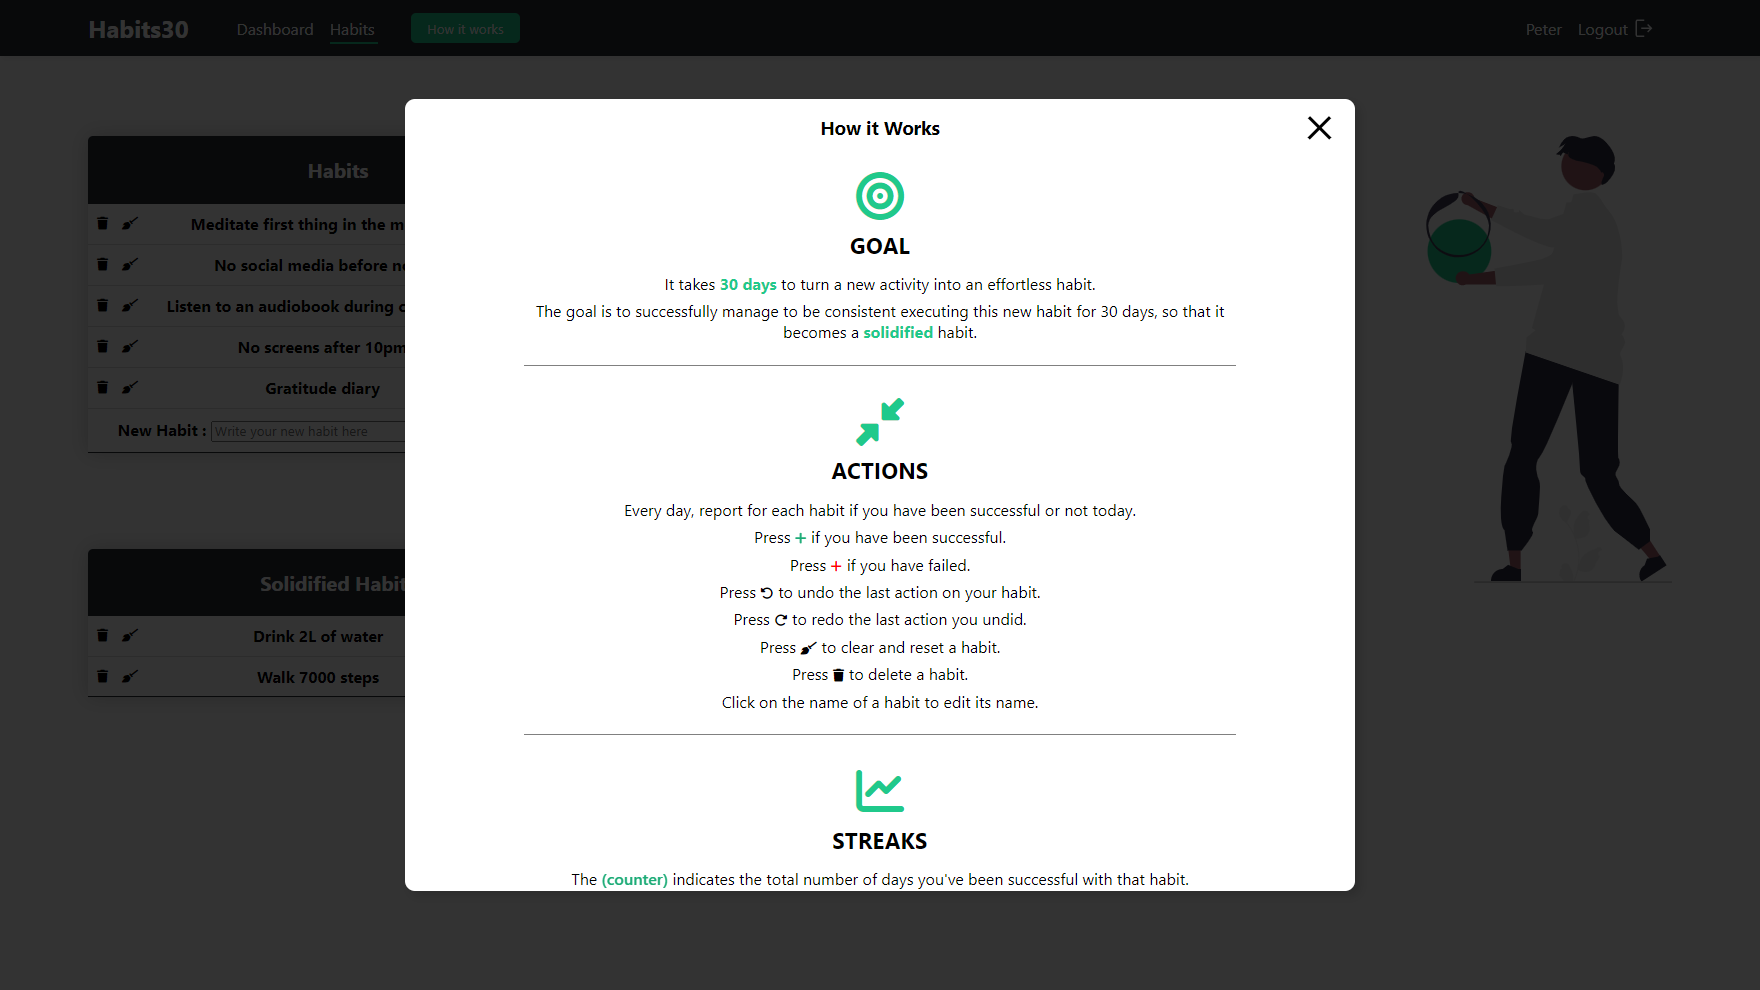 Habits30 Dashboard Habits How it works Peter Logout
How it Works
Habits
GOAL
Meditate first thing in the m
No social media before n
Listen to an audiobook during c
No screens after 10pm
Gratitude diary
New Habit : Write your new habit here
It takes 30 days to turn a new activity into an effortless habit.
The goal is to successfully manage to be consistent executing this new habit for 30 days, so that it
becomes a solidified habit.
ACTIONS
Every day, report for each habit if you have been successful or not today.
Press + if you have been successful.
Press + if you have failed.
Press to undo the last action on your habit.
Press to redo the last action you undid.
Press to clear and reset a habit.
Press to delete a habit.
Click on the name of a habit to edit its name.
Solidified Habit
Drink 2L of water
Walk 7000 steps
STREAKS
The (counter) indicates the total number of days you've been successful with that habit.